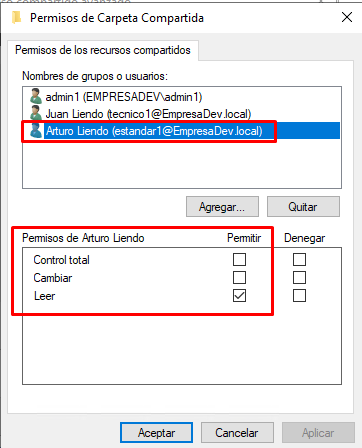 Permisos de Carpeta Compartida
Permisos de los recursos compartidos
Nombres de grupos o usuarios:
admin1 (EMPRESADEV\admin1)
Juan Liendo (tecnico1@EmpresaDev.local)
Arturo Liendo (estandar1@EmpresaDev.local)
Agregar... Quitar
Permisos de Arturo Liendo Permitir Denegar
Control total
Cambiar
Leer
Aceptar Cancelar Aplicar